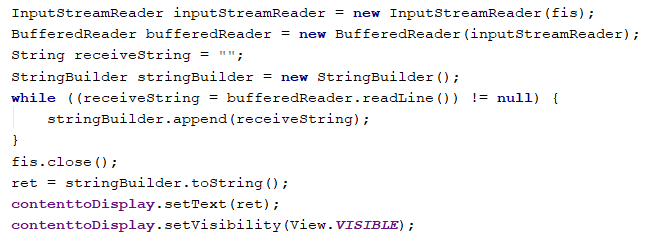 InputStreamReader inputStreamReader = new InputStreamReader(fis);
BufferedReader bufferedReader = new BufferedReader(inputStreamReader);
String receiveString = "";
StringBuilder stringBuilder = new StringBuilder();
while ((receiveString = bufferedReader.readLine()) != null) {
    stringBuilder.append(receiveString);
}
fis.close();
ret = stringBuilder.toString();
contenttoDisplay.setText(ret);
contenttoDisplay.setVisibility(View.VISIBLE);